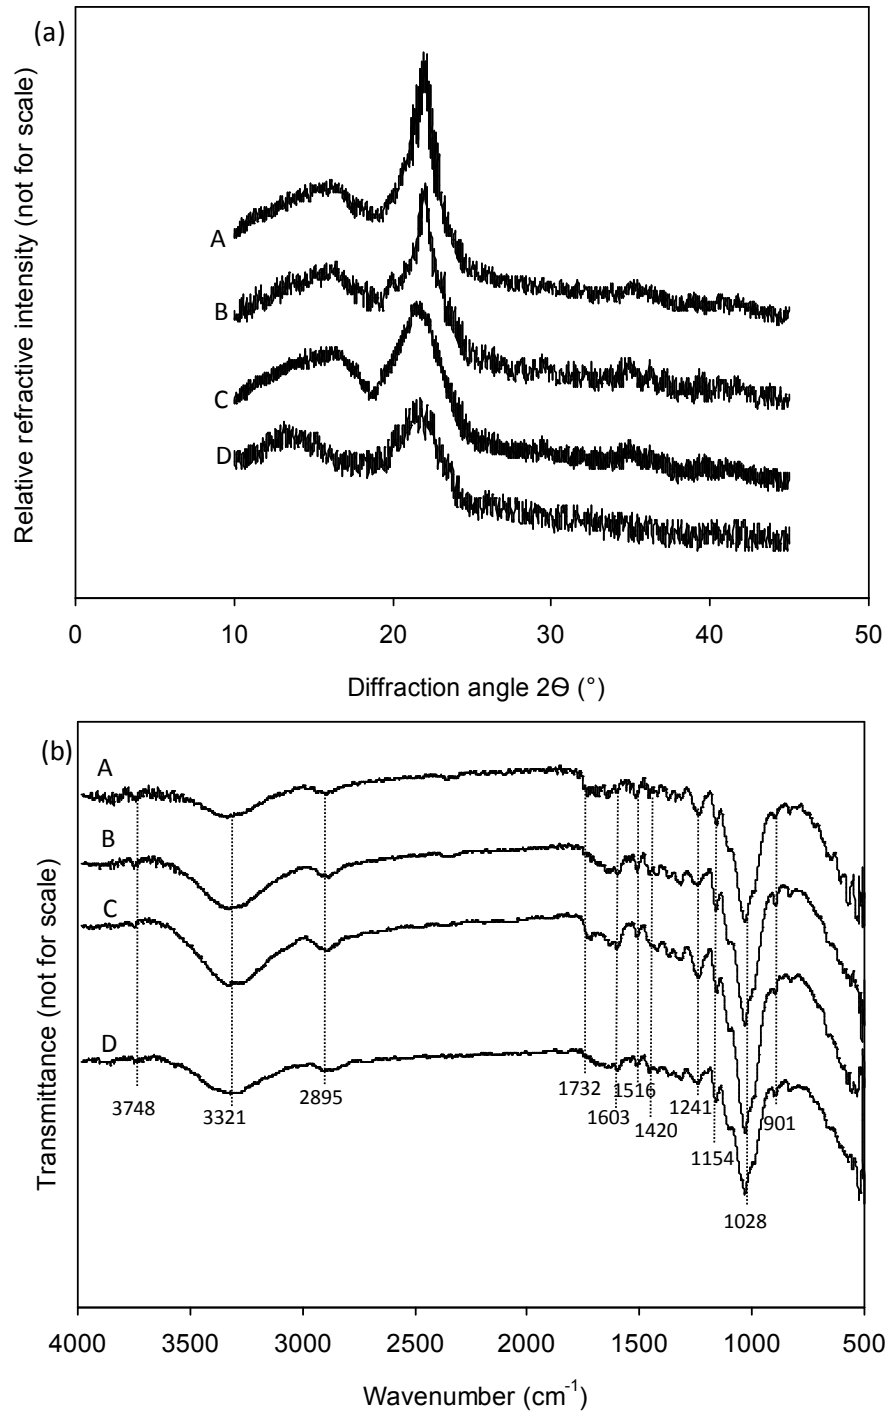 (a)
Relative refractive intensity (not for scale)
A
B
C
D
0 10 20 30 40 50
Diffraction angle 2Θ (°)
(b)
Transmittance (not for scale)
A
B
C
D
3748 3321 2895 1732 1603 1516 1420 1241 1154 1028 901
4000 3500 3000 2500 2000 1500 1000 500
Wavenumber (cm⁻¹)